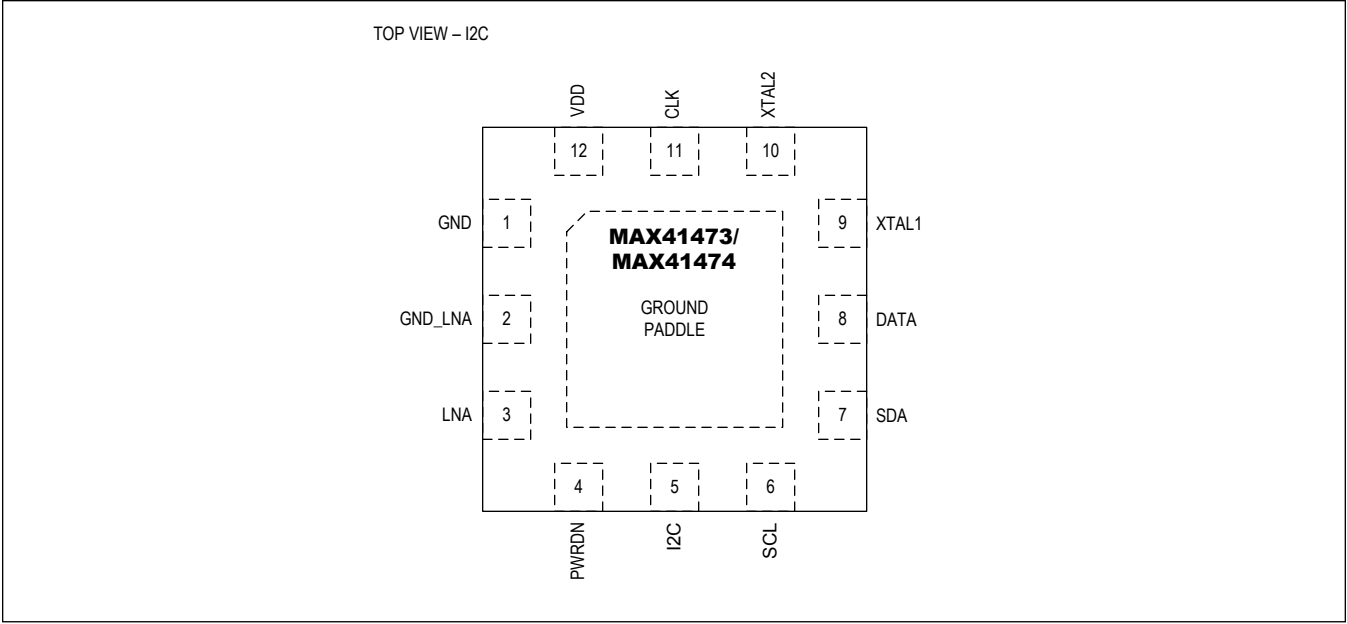 TOP VIEW – I2C
VDD
CLK
XTAL2
12
11
10
GND
1
MAX41473/
MAX41474
9
XTAL1
GND_LNA
2
GROUND
PADDLE
8
DATA
LNA
3
7
SDA
4
5
6
PWRDN
I2C
SCL